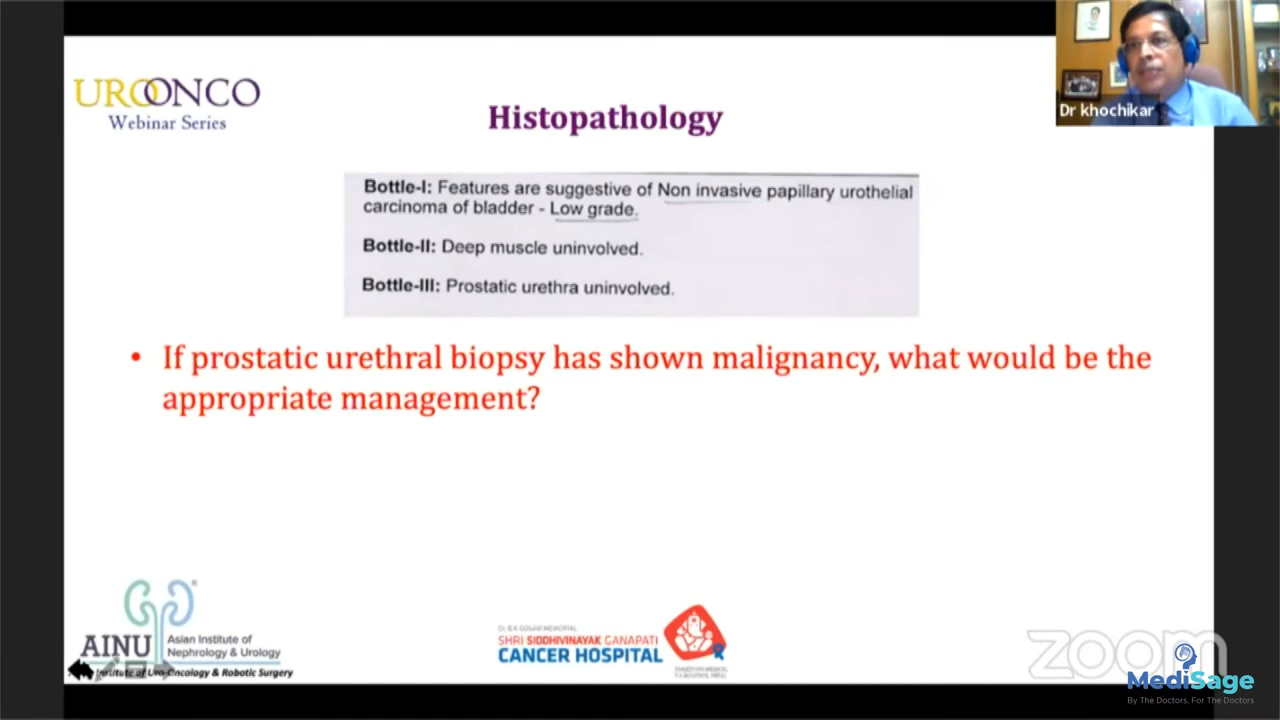 UROONCO
Webinar Series
Histopathology
Dr khochikar
Bottle-I: Features are suggestive of Non invasive papillary urothelial
carcinoma of bladder - Low grade.
Bottle-II: Deep muscle uninvolved.
Bottle-III: Prostatic urethra uninvolved.
• If prostatic urethral biopsy has shown malignancy, what would be the
appropriate management?
AINU
Asian Institute of
Nephrology & Urology
Institute of Uro-Oncology & Robotic Surgery
SHRI SIDDHIVINAYAK GANAPATI
CANCER HOSPITAL
zoom
MediSage
By The Doctors, For The Doctors